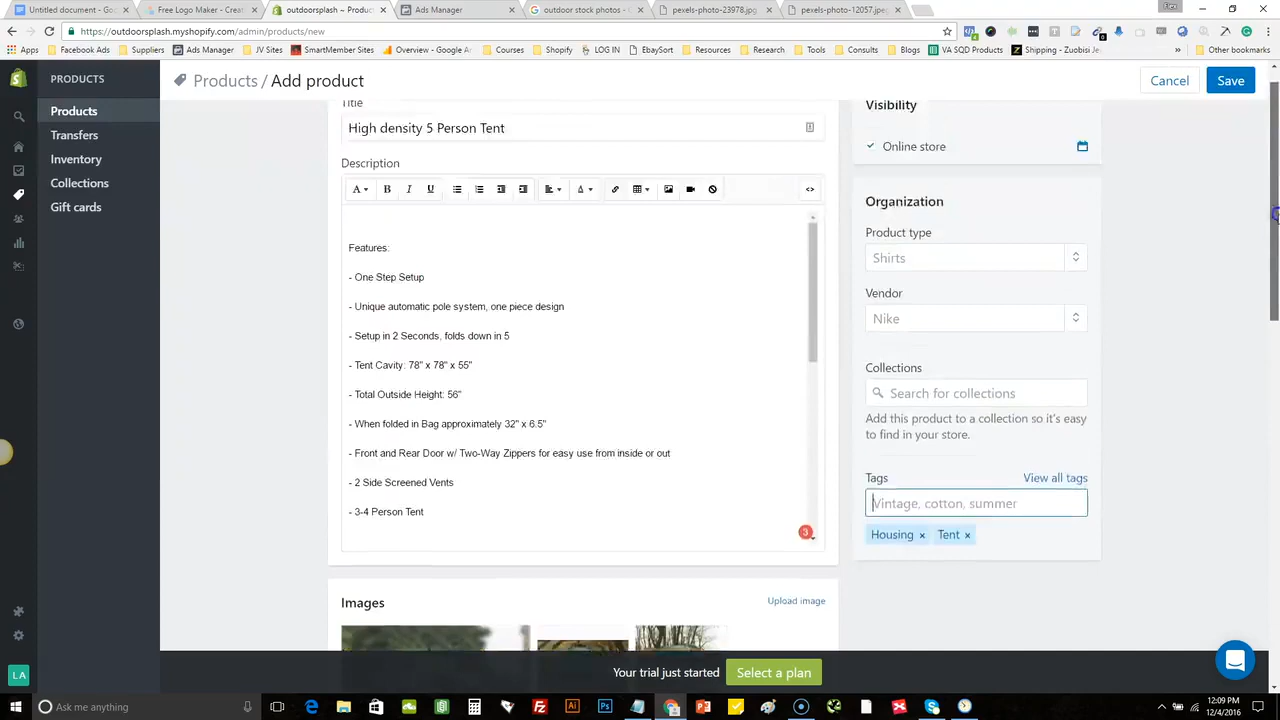 Untitled document - Goo
Free Logo Maker - Creat
outdoorsplash ~ Product
Ads Manager
outdoor stock photos - G
pexels-photo-23978.jpg
pexels-photo-12057.jpeg
https://outdoorsplash.myshopify.com/admin/products/new
Apps
Facebook Ads
Suppliers
Ads Manager
JV Sites
SmartMember Sites
Overview - Google An
Courses
Shopify
LOG IN
EbaySort
Resources
Research
Tools
Consults
Blogs
VA SQD Products
Shipping - Zuobisi Jew
Other bookmarks
PRODUCTS
Products / Add product
Cancel
Save
Products
Transfers
Inventory
Collections
Gift cards
Title
High density 5 Person Tent
Description
Features:
- One Step Setup
- Unique automatic pole system, one piece design
- Setup in 2 Seconds, folds down in 5
- Tent Cavity: 78" x 78" x 55"
- Total Outside Height: 56"
- When folded in Bag approximately 32" x 6.5"
- Front and Rear Door w/ Two-Way Zippers for easy use from inside or out
- 2 Side Screened Vents
- 3-4 Person Tent
3
Images
Upload image
Visibility
Online store
Organization
Product type
Shirts
Vendor
Nike
Collections
Search for collections
Add this product to a collection so it's easy
to find in your store.
Tags
View all tags
Vintage, cotton, summer
Housing ×
Tent ×
LA
Your trial just started
Select a plan
Ask me anything
12:09 PM
12/4/2016